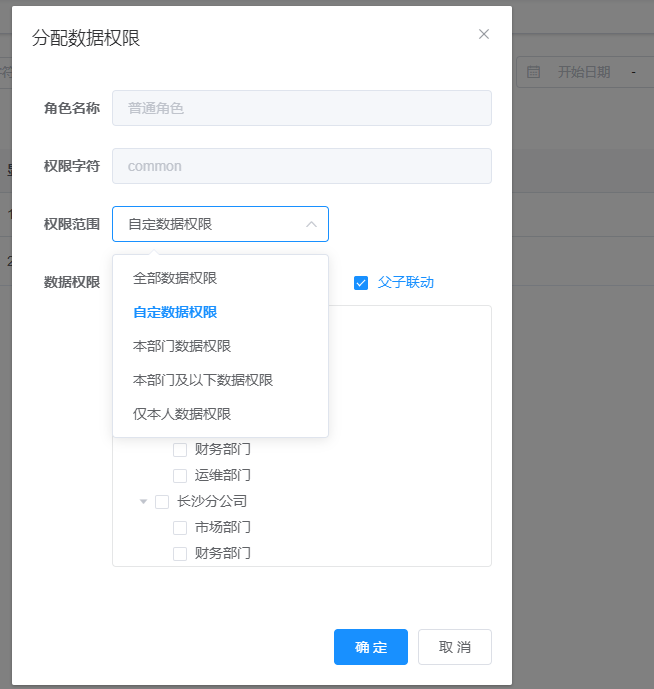 分配数据权限
开始日期 -
角色名称 普通角色
权限字符 common
权限范围 自定数据权限
数据权限 父子联动
全部数据权限
自定数据权限
本部门数据权限
本部门及以下数据权限
仅本人数据权限
财务部门
运维部门
长沙分公司
市场部门
财务部门
确 定 取 消